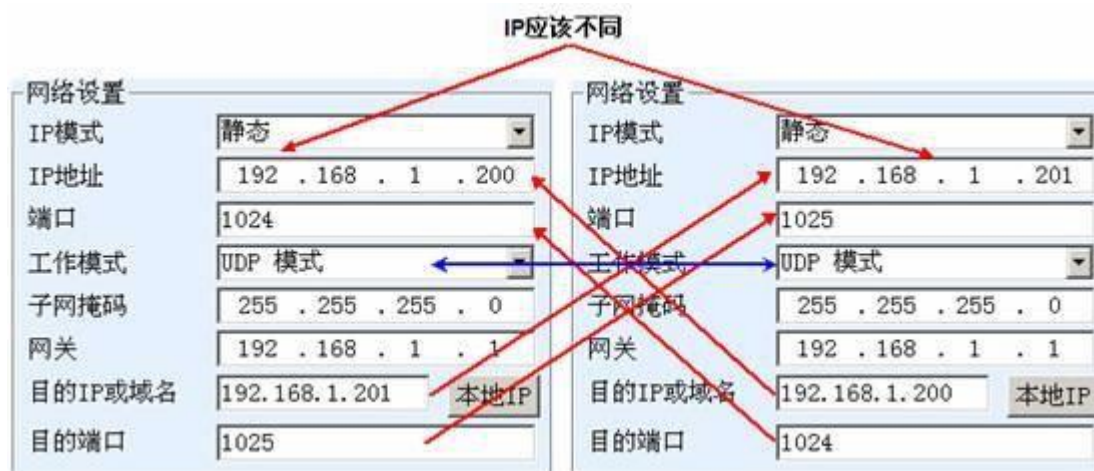 IP应该不同
网络设置
IP模式 静态
IP地址 192 . 168 . 1 . 200
端口 1024
工作模式 UDP 模式
子网掩码 255 . 255 . 255 . 0
网关 192 . 168 . 1 . 1
目的IP或域名 192.168.1.201 本地IP
目的端口 1025
网络设置
IP模式 静态
IP地址 192 . 168 . 1 . 201
端口 1025
工作模式 UDP 模式
子网掩码 255 . 255 . 255 . 0
网关 192 . 168 . 1 . 1
目的IP或域名 192.168.1.200 本地IP
目的端口 1024